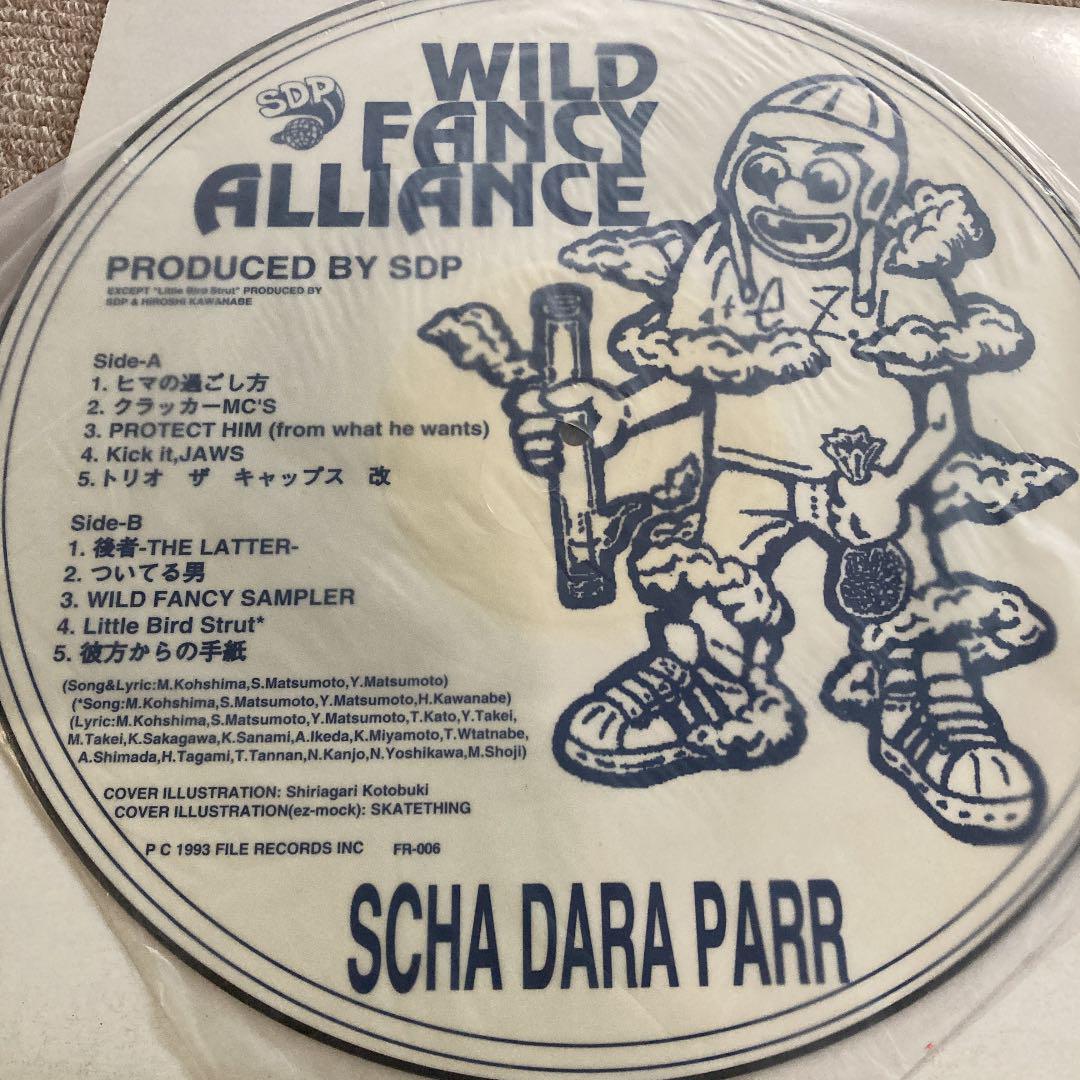 SDP
WILD
FANCY
ALLIANCE
PRODUCED BY SDP
EXCEPT "Little Bird Strut" PRODUCED BY
SDP & HIROSHI KAWANABE
Side-A
1. ヒマの過ごし方
2. クラッカーMC'S
3. PROTECT HIM (from what he wants)
4. Kick it,JAWS
5.トリオ ザ キャップス 改
Side-B
1. 後者-THE LATTER-
2. ついてる男
3. WILD FANCY SAMPLER
4. Little Bird Strut*
5. 彼方からの手紙
(Song&Lyric:M.Kohshima,S.Matsumoto,Y.Matsumoto)
(*Song:M.Kohshima,S.Matsumoto,Y.Matsumoto,H.Kawanabe)
(Lyric:M.Kohshima,S.Matsumoto,Y.Matsumoto,T.Kato,Y.Takei,
M.Takei,K.Sakagawa,K.Sanami,A.Ikeda,K.Miyamoto,T.Wtatnabe,
A.Shimada,H.Tagami,T.Tannan,N.Kanjo,N.Yoshikawa,M.Shoji)
COVER ILLUSTRATION: Shiriagari Kotobuki
COVER ILLUSTRATION(ez-mock): SKATETHING
P C 1993 FILE RECORDS INC FR-006
SCHA DARA PARR